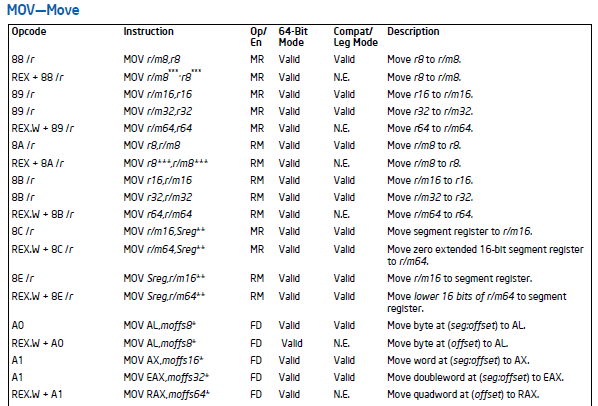 MOV—Move
Opcode Instruction Op/ 64-Bit Compat/ Description
En Mode Leg Mode
88 /r MOV r/m8,r8 MR Valid Valid Move r8 to r/m8.
REX + 88 /r MOV r/m8***,r8*** MR Valid N.E. Move r8 to r/m8.
89 /r MOV r/m16,r16 MR Valid Valid Move r16 to r/m16.
89 /r MOV r/m32,r32 MR Valid Valid Move r32 to r/m32.
REX.W + 89 /r MOV r/m64,r64 MR Valid N.E. Move r64 to r/m64.
8A /r MOV r8,r/m8 RM Valid Valid Move r/m8 to r8.
REX + 8A /r MOV r8***,r/m8*** RM Valid N.E. Move r/m8 to r8.
8B /r MOV r16,r/m16 RM Valid Valid Move r/m16 to r16.
8B /r MOV r32,r/m32 RM Valid Valid Move r/m32 to r32.
REX.W + 8B /r MOV r64,r/m64 RM Valid N.E. Move r/m64 to r64.
8C /r MOV r/m16,Sreg** MR Valid Valid Move segment register to r/m16.
REX.W + 8C /r MOV r/m64,Sreg** MR Valid Valid Move zero extended 16-bit segment register
to r/m64.
8E /r MOV Sreg,r/m16** RM Valid Valid Move r/m16 to segment register.
REX.W + 8E /r MOV Sreg,r/m64** RM Valid Valid Move lower 16 bits of r/m64 to segment
register.
A0 MOV AL,moffs8* FD Valid Valid Move byte at (seg:offset) to AL.
REX.W + A0 MOV AL,moffs8* FD Valid N.E. Move byte at (offset) to AL.
A1 MOV AX,moffs16* FD Valid Valid Move word at (seg:offset) to AX.
A1 MOV EAX,moffs32* FD Valid Valid Move doubleword at (seg:offset) to EAX.
REX.W + A1 MOV RAX,moffs64* FD Valid N.E. Move quadword at (offset) to RAX.